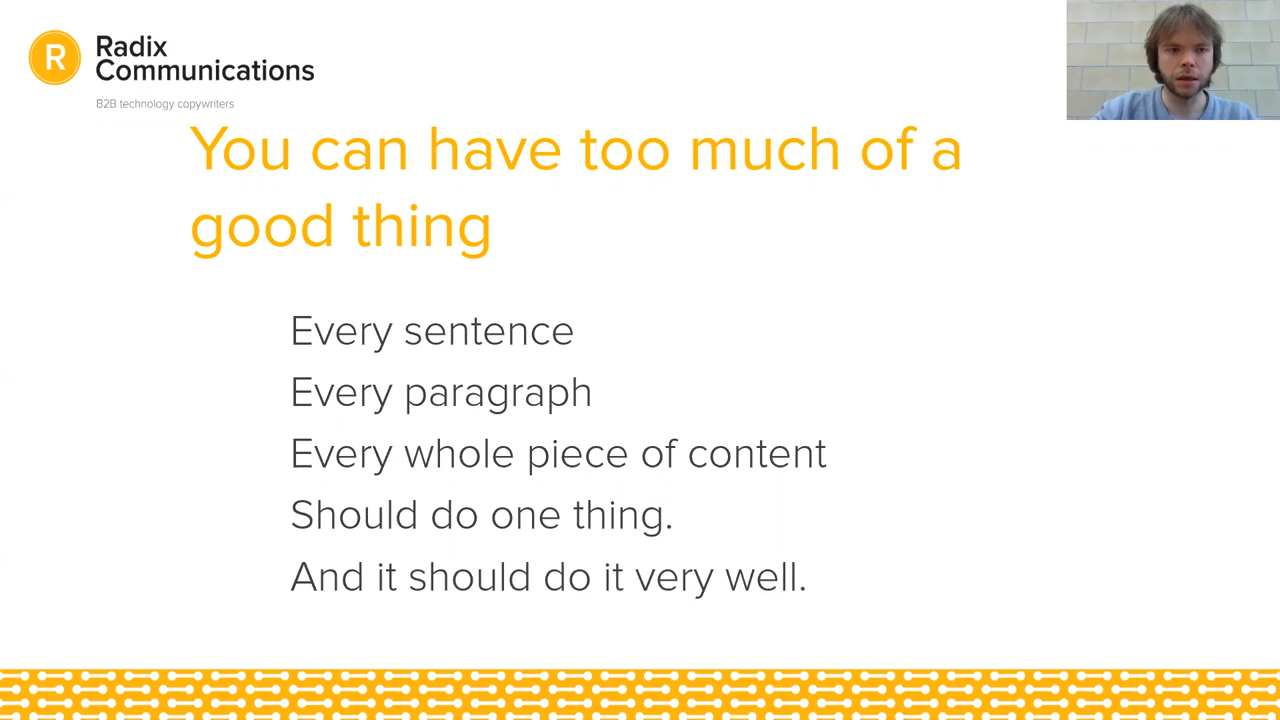 R
Radix
Communications
B2B technology copywriters
You can have too much of a
good thing
Every sentence
Every paragraph
Every whole piece of content
Should do one thing.
And it should do it very well.